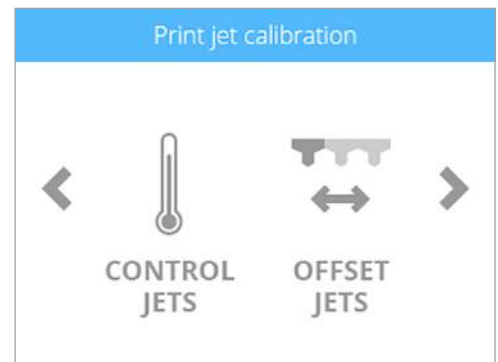 Print jet calibration
CONTROL
JETS
OFFSET
JETS